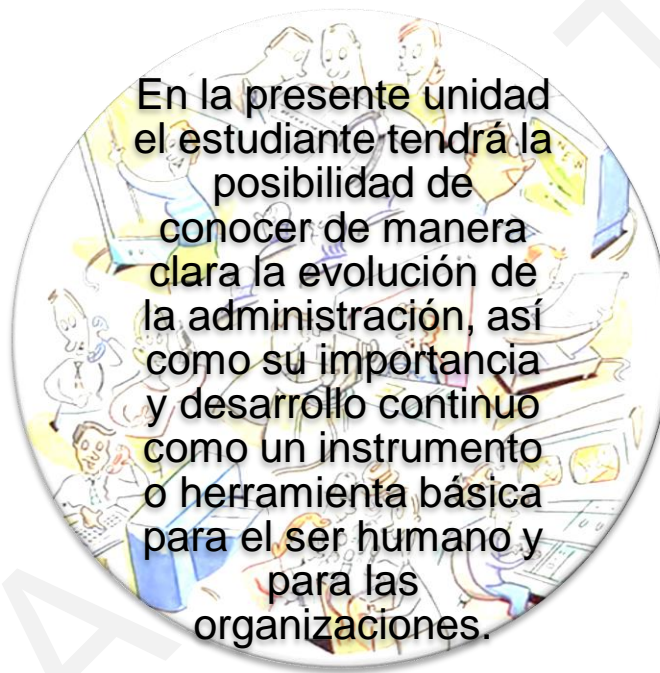 En la presente unidad
el estudiante tendrá la
posibilidad de
conocer de manera
clara la evolución de
la administración, así
como su importancia
y desarrollo continuo
como un instrumento
o herramienta básica
para el ser humano y
para las
organizaciones.